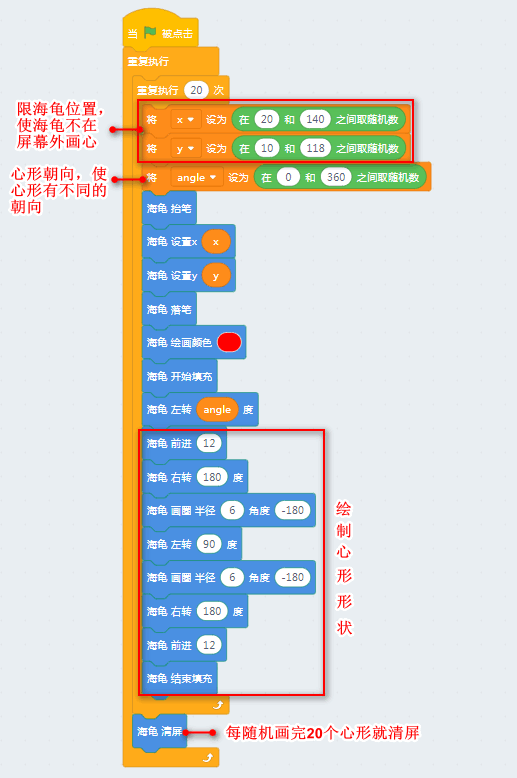 当 被点击
重复执行
重复执行 20 次
限海龟位置，
使海龟不在
屏幕外画心
将 x 设为 在 20 和 140 之间取随机数
将 y 设为 在 10 和 118 之间取随机数
心形朝向，使
心形有不同的
朝向
将 angle 设为 在 0 和 360 之间取随机数
海龟 抬笔
海龟 设置x x
海龟 设置y y
海龟 落笔
海龟 绘画颜色
海龟 开始填充
海龟 左转 angle 度
海龟 前进 12
海龟 右转 180 度
海龟 画圈 半径 6 角度 -180
海龟 左转 90 度
海龟 画圈 半径 6 角度 -180
海龟 右转 180 度
海龟 前进 12
海龟 结束填充
绘制心形形状
海龟 清屏
每随机画完20个心形就清屏